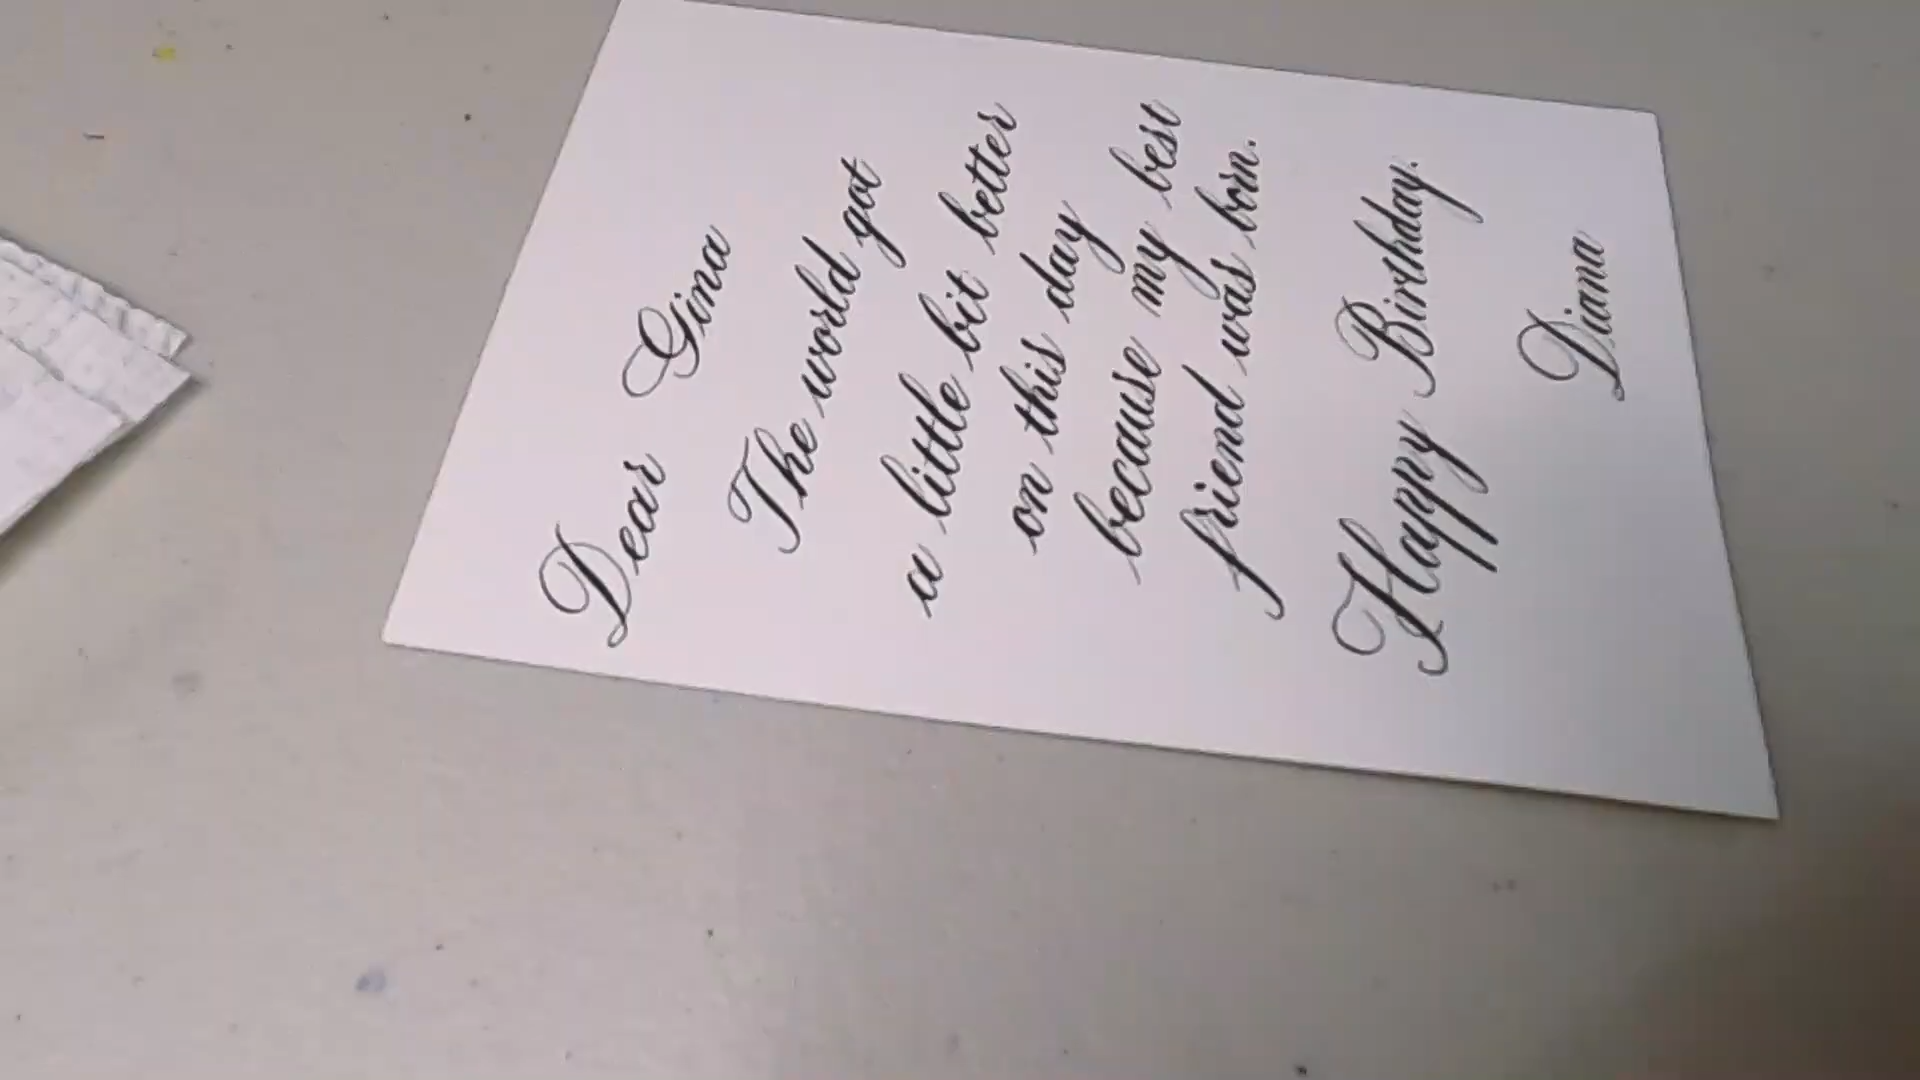 Dear Gina
The world got
a little bit better
on this day
because my best
friend was born.
Happy Birthday.
Diana